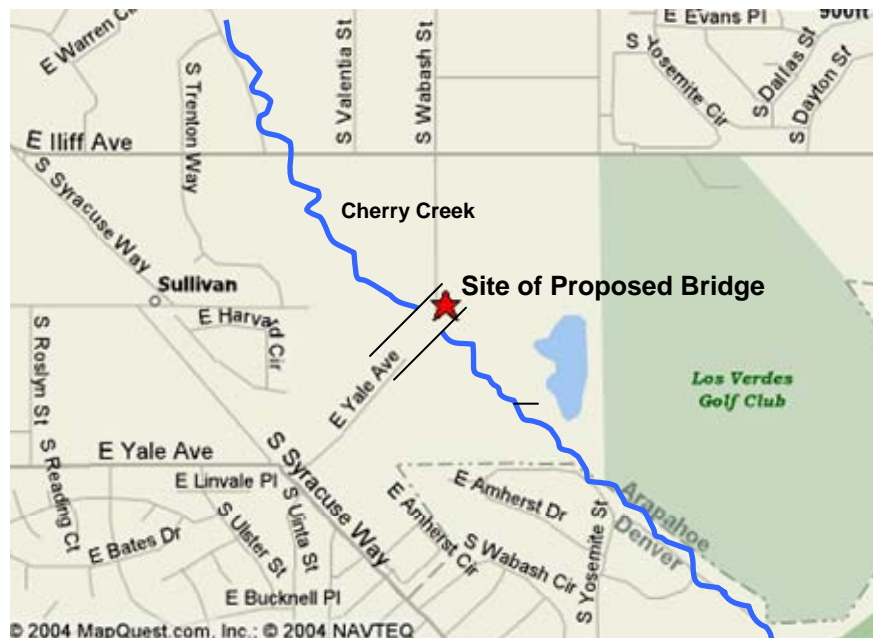 E Evans Pl
900ft
E Warren Ci
S Trenton Way
S Valentia St
S Wabash St
S Yosemite Cir
S Dallas St
S Dayton St
E Iliff Ave
S Syracuse Way
Cherry Creek
Sullivan
Site of Proposed Bridge
E Harva
ld Cir
S Roslyn St
E Yale Ave
Los Verdes
Golf Club
E Yale Ave
S Syracuse Way
S Reading Ct
E Linvale Pl
S Uinta St
S Ulster St
E Bates Dr
E Bucknell Pl
E Amherst Cir
E Amherst Dr
S Wabash Cir
S Yosemite St
Arapahoe
Denver
© 2004 MapQuest.com, Inc.; © 2004 NAVTEQ